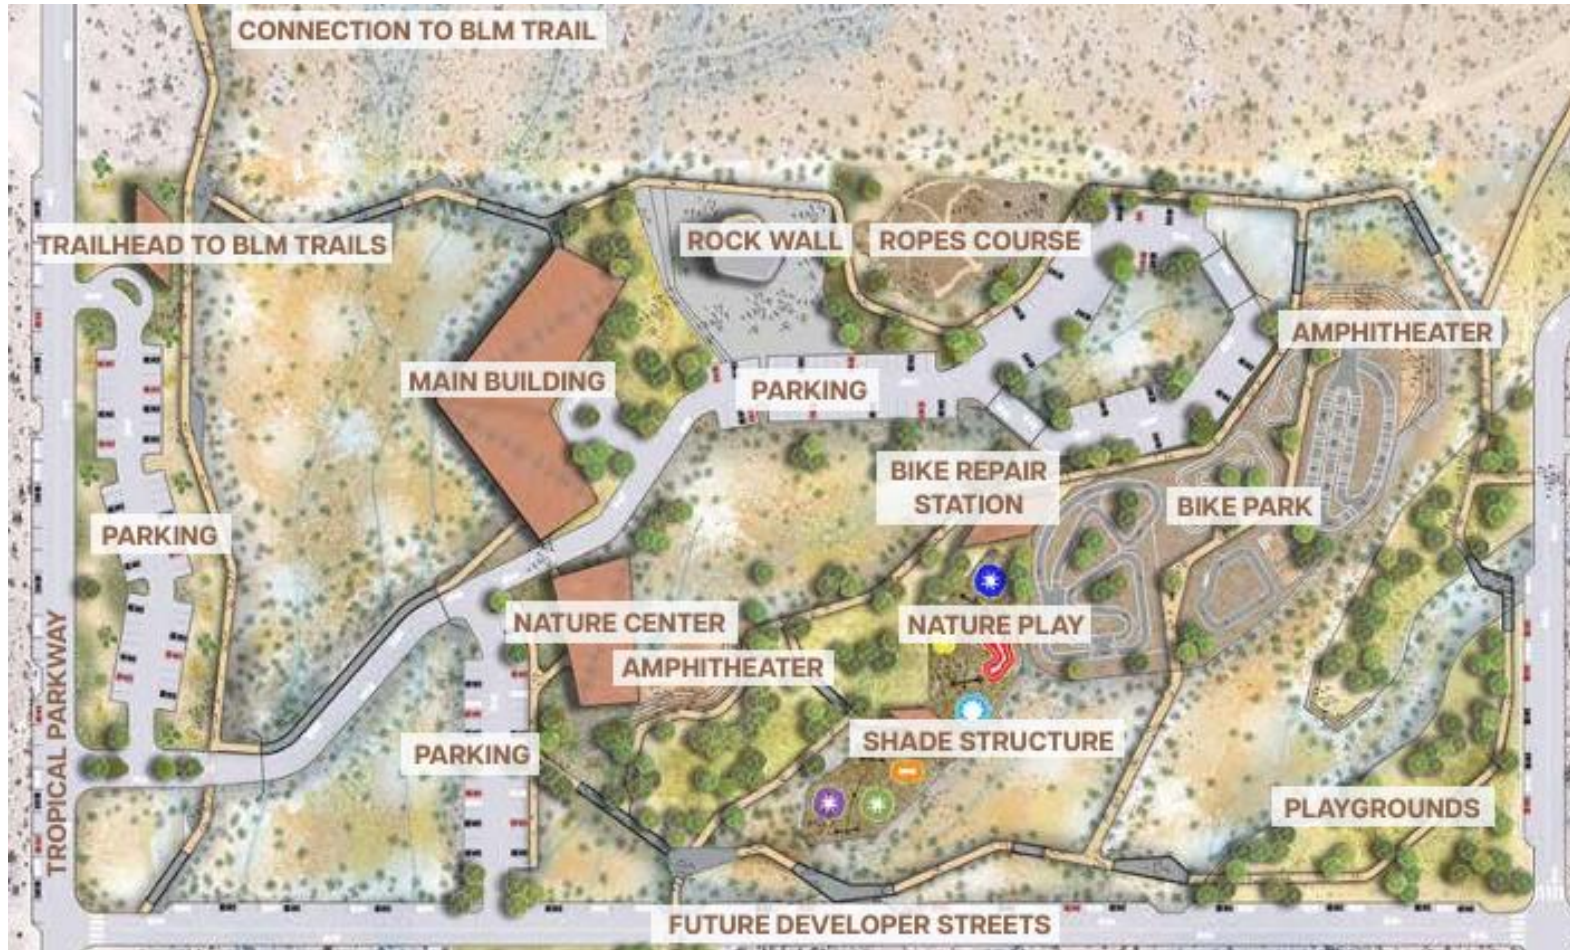 CONNECTION TO BLM TRAIL
TRAILHEAD TO BLM TRAILS
ROCK WALL
ROPES COURSE
AMPHITHEATER
MAIN BUILDING
PARKING
BIKE REPAIR
STATION
BIKE PARK
PARKING
NATURE CENTER
NATURE PLAY
AMPHITHEATER
TROPICAL PARKWAY
PARKING
SHADE STRUCTURE
PLAYGROUNDS
FUTURE DEVELOPER STREETS